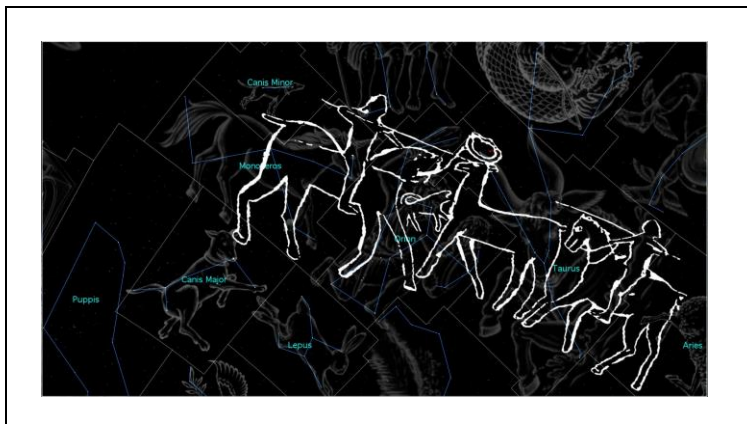 Canis Minor
Monoceros
Orion
Taurus
Canis Major
Puppis
Lepus
Aries